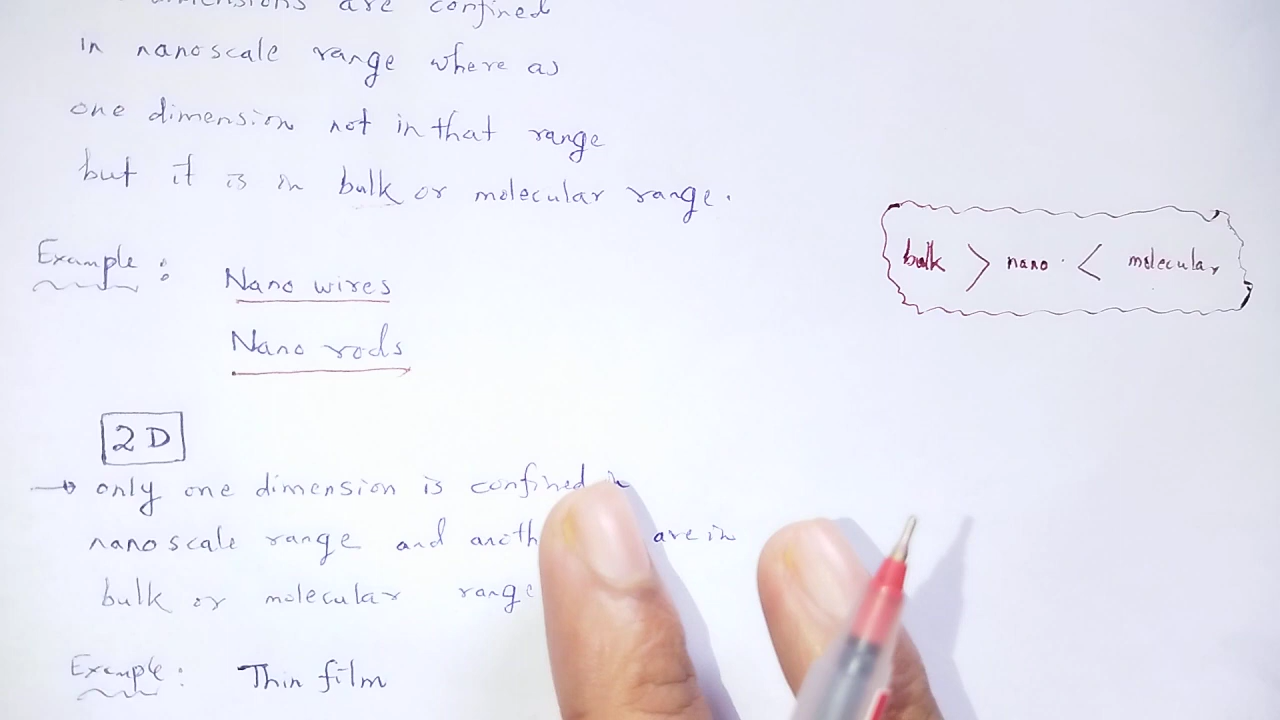 are confined
in nanoscale range where as
one dimension not in that range
but it is in bulk or molecular range.
Example :
Nano wires
Nano rods
bulk > nano < molecular
2D
→ only one dimension is confined in
nanoscale range and are in
bulk or molecular range
Example : Thin film